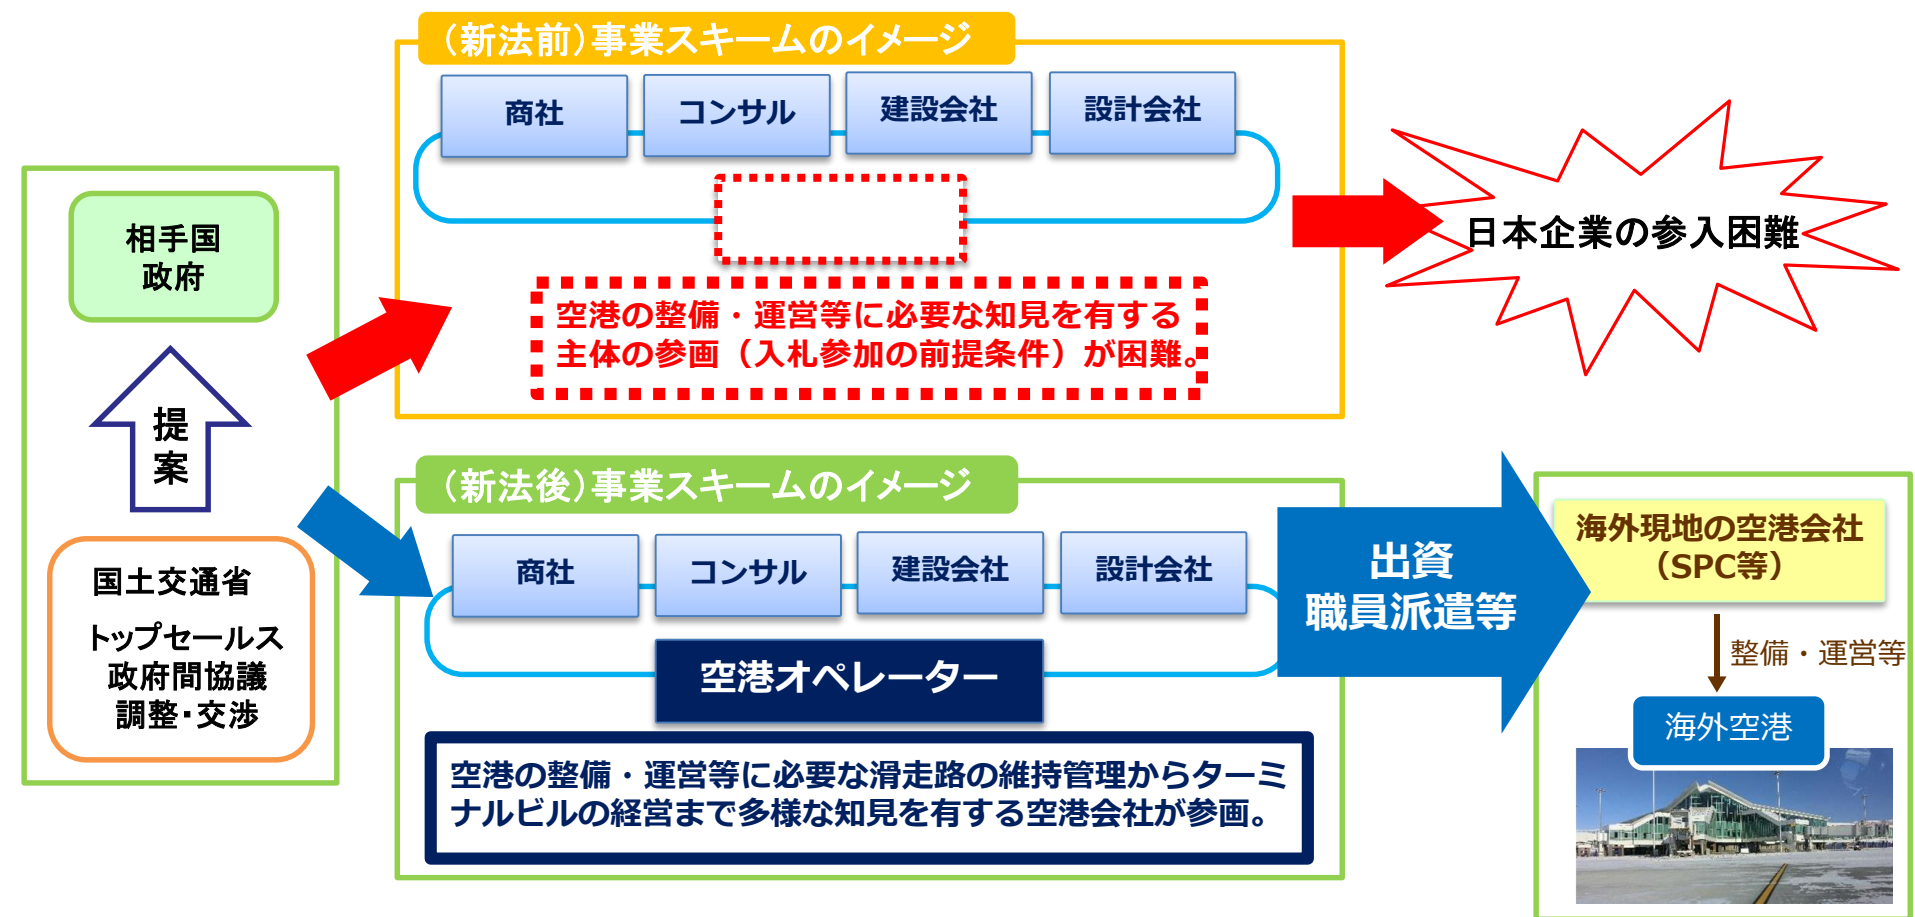 （新法前）事業スキームのイメージ
商社
コンサル
建設会社
設計会社
空港の整備・運営等に必要な知見を有する
主体の参画（入札参加の前提条件）が困難。
日本企業の参入困難
相手国
政府
提
案
国土交通省
トップセールス
政府間協議
調整・交渉
（新法後）事業スキームのイメージ
商社
コンサル
建設会社
設計会社
空港オペレーター
空港の整備・運営等に必要な滑走路の維持管理からターミ
ナルビルの経営まで多様な知見を有する空港会社が参画。
出資
職員派遣等
海外現地の空港会社
（SPC等）
整備・運営等
海外空港